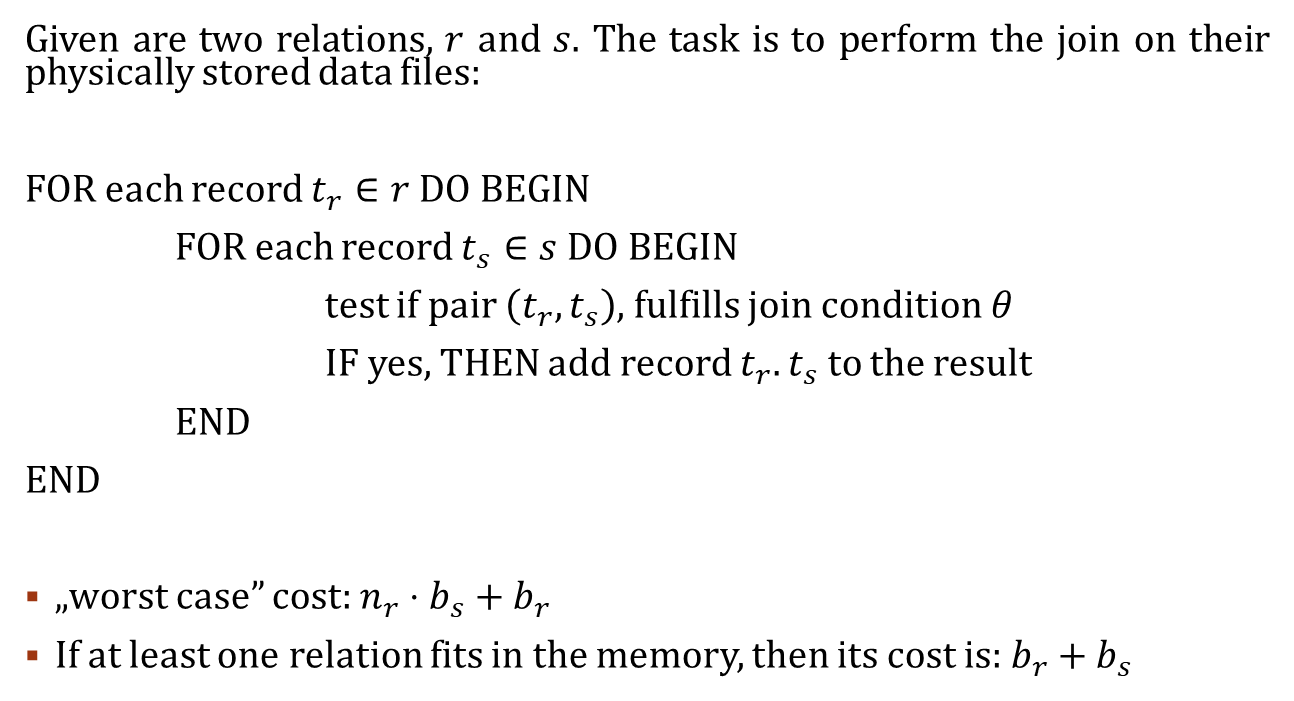 Given are two relations, r and s. The task is to perform the join on their
physically stored data files:
FOR each record t_r ∈ r DO BEGIN
FOR each record t_s ∈ s DO BEGIN
test if pair (t_r, t_s), fulfills join condition θ
IF yes, THEN add record t_r. t_s to the result
END
END
▪ „worst case” cost: n_r · b_s + b_r
▪ If at least one relation fits in the memory, then its cost is: b_r + b_s